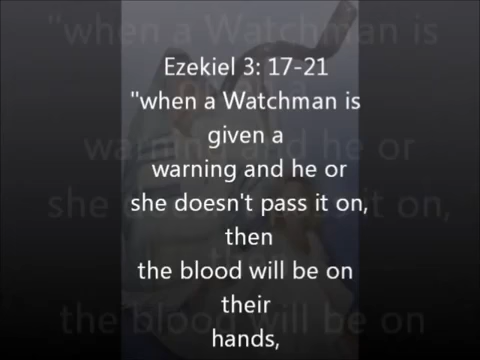 Ezekiel 3: 17-21
"when a Watchman is
given a
warning and he or
she doesn't pass it on,
then
the blood will be on
their
hands,